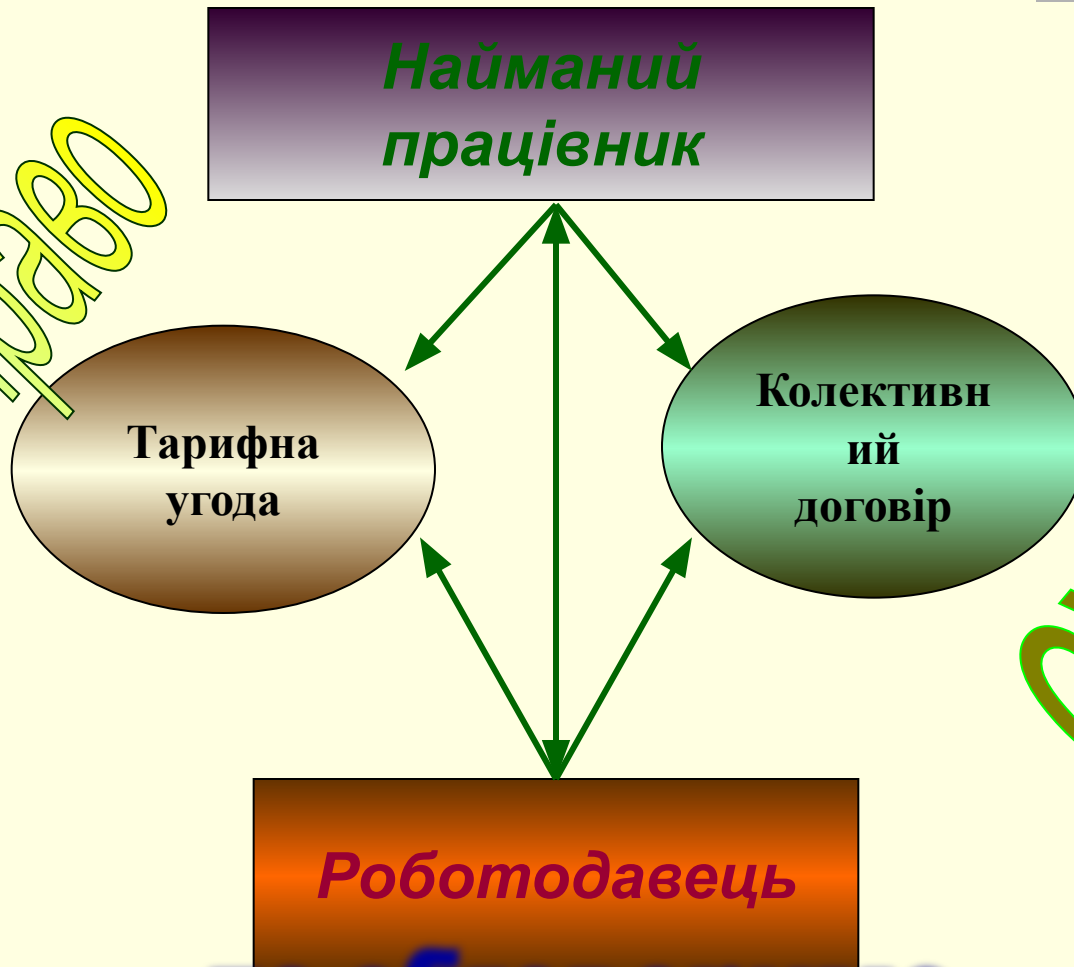 Найманий
працівник
Тарифна
угода
Колективн
ий
договір
Роботодавець